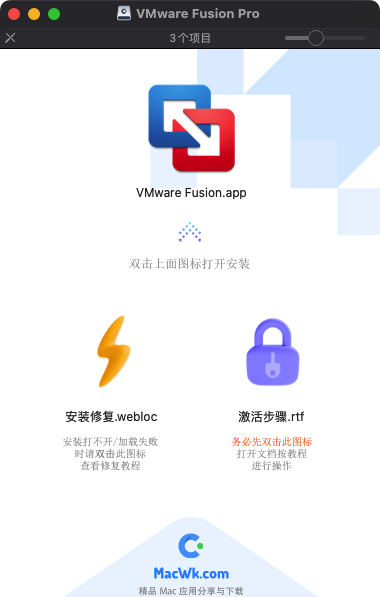 VMware Fusion Pro
3个项目
VMware Fusion.app
双击上面图标打开安装
安装修复.webloc
安装打不开/加载失败
时请双击此图标
查看修复教程
激活步骤.rtf
务必先双击此图标
打开文档按教程
进行操作
MacWk.com
精品 Mac 应用分享与下载